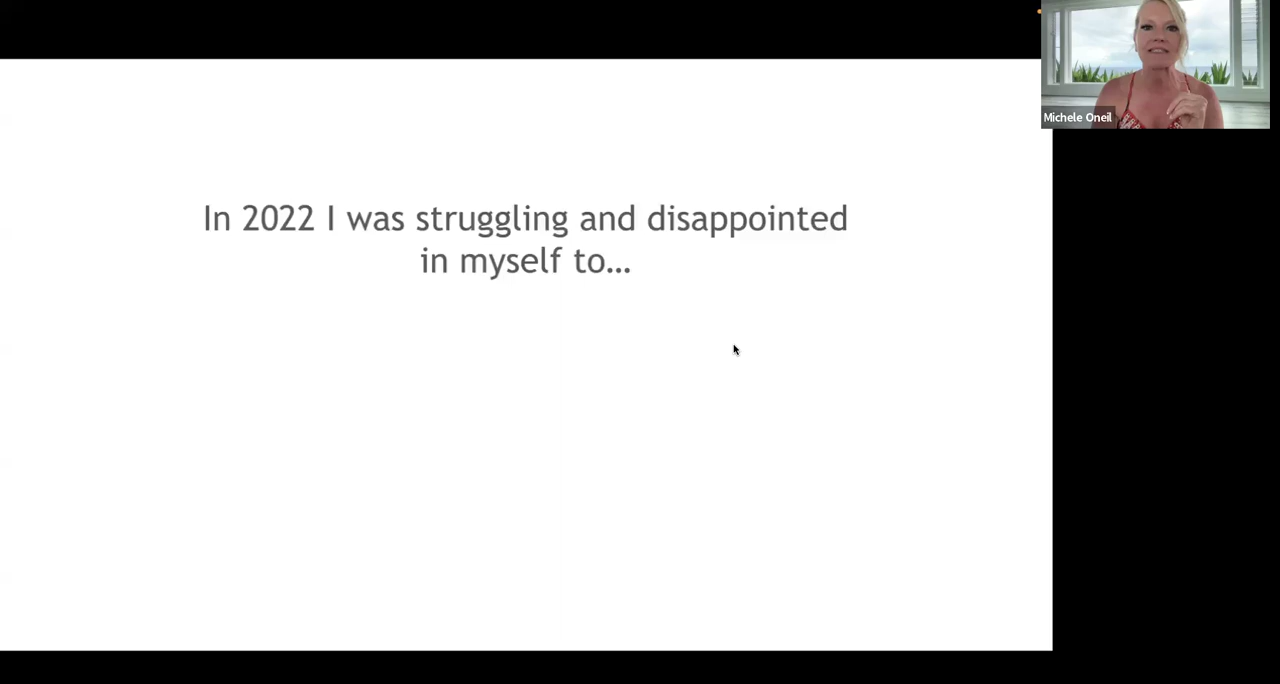 Michele Oneil
In 2022 I was struggling and disappointed
in myself to...